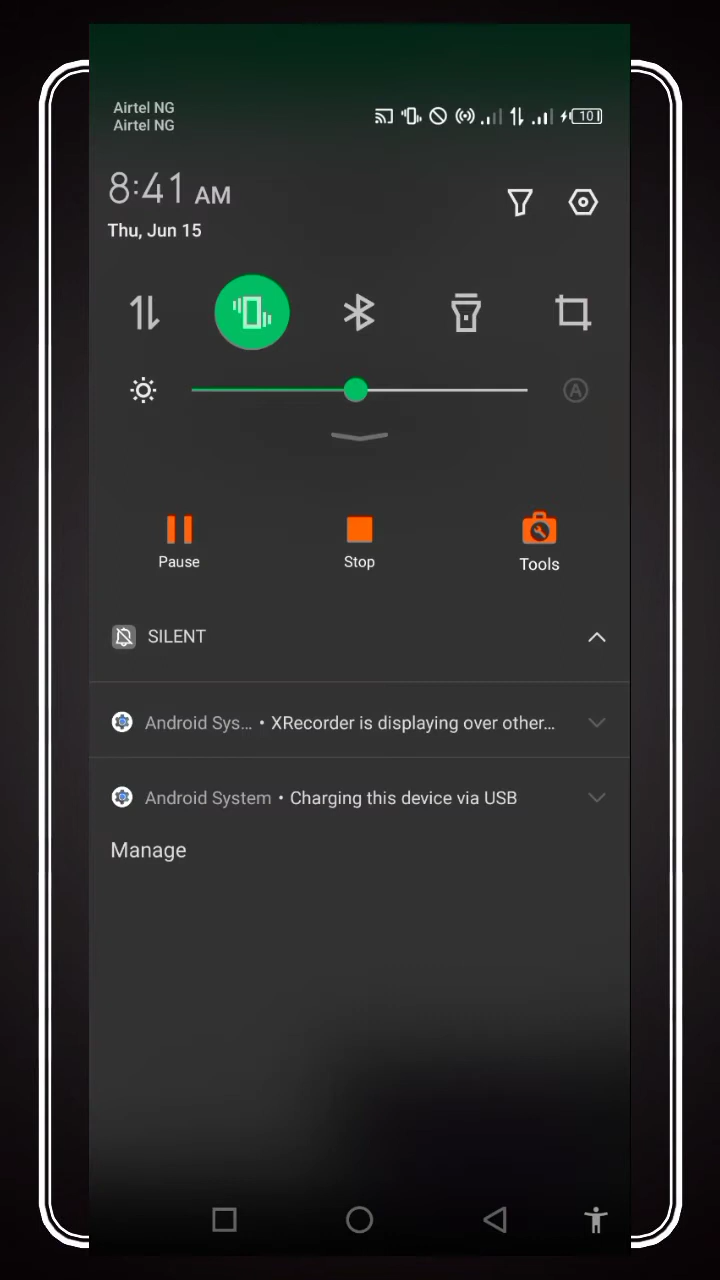 Airtel NG
Airtel NG
10
8:41 AM
Thu, Jun 15
A
Pause
Stop
Tools
SILENT
Android Sys... • XRecorder is displaying over other...
Android System • Charging this device via USB
Manage